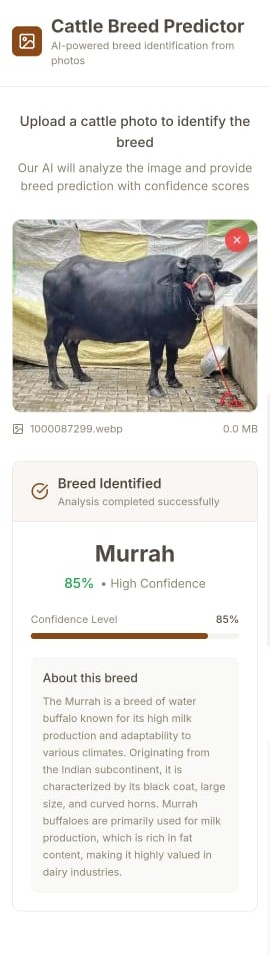 Cattle Breed Predictor
AI-powered breed identification from
photos
Upload a cattle photo to identify the
breed
Our AI will analyze the image and provide
breed prediction with confidence scores
1000087299.webp 0.0 MB
Breed Identified
Analysis completed successfully
Murrah
85% • High Confidence
Confidence Level 85%
About this breed
The Murrah is a breed of water
buffalo known for its high milk
production and adaptability to
various climates. Originating from
the Indian subcontinent, it is
characterized by its black coat, large
size, and curved horns. Murrah
buffaloes are primarily used for milk
production, which is rich in fat
content, making it highly valued in
dairy industries.